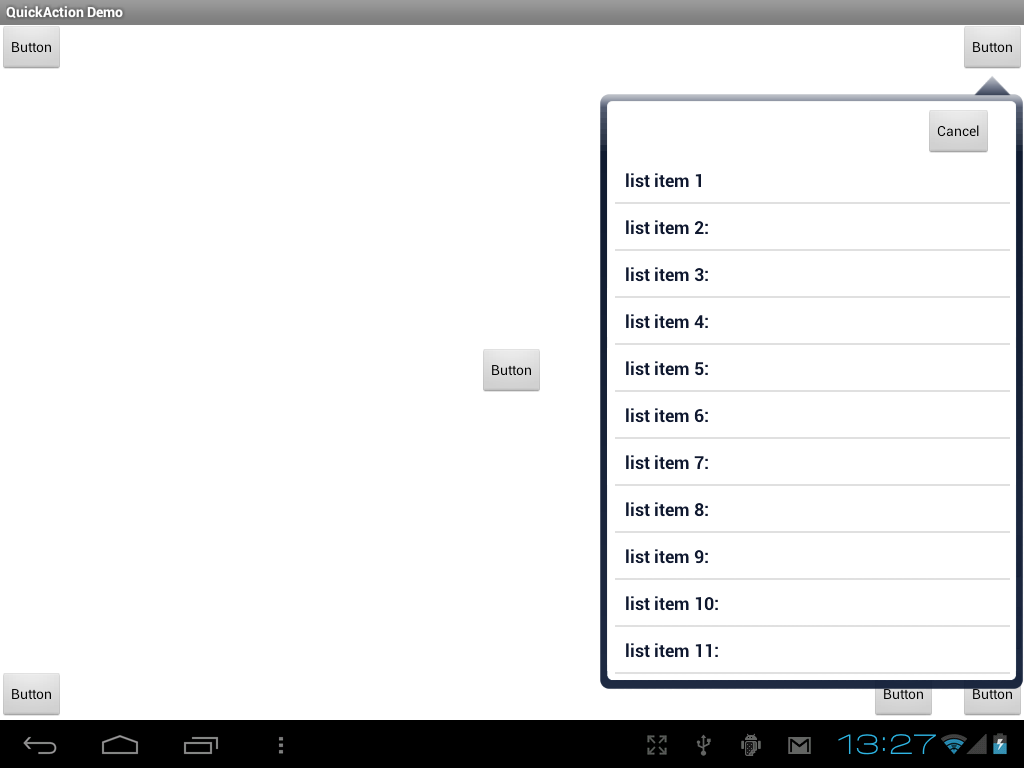 QuickAction Demo
Button
Button
Cancel
list item 1
list item 2:
list item 3:
list item 4:
list item 5:
Button
list item 6:
list item 7:
list item 8:
list item 9:
list item 10:
list item 11:
Button
Button
Button
13:27